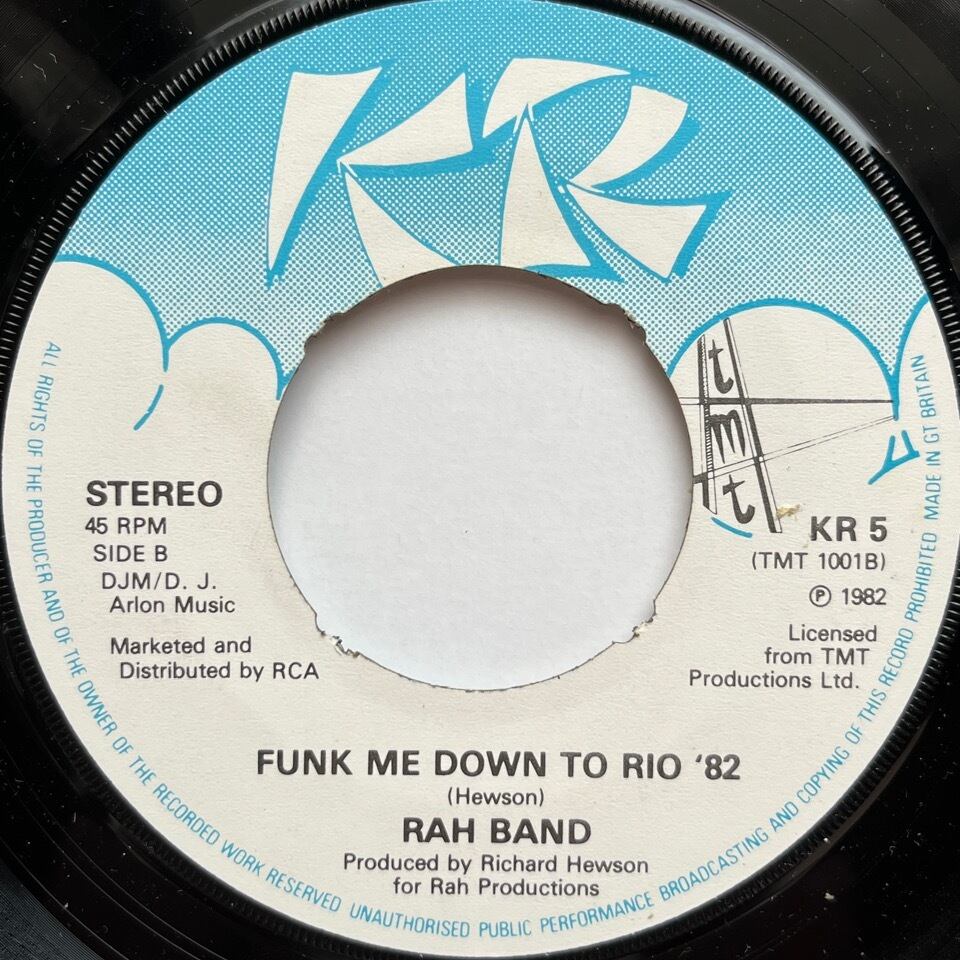 KR
tmt
STEREO
45 RPM
SIDE B
DJM/D. J.
Arlon Music
Marketed and
Distributed by RCA
KR 5
(TMT 1001B)
℗ 1982
Licensed
from TMT
Productions Ltd.
FUNK ME DOWN TO RIO '82
(Hewson)
RAH BAND
Produced by Richard Hewson
for Rah Productions
ALL RIGHTS OF THE PRODUCER AND OF THE OWNER OF THE RECORDED WORK RESERVED UNAUTHORISED PUBLIC PERFORMANCE BROADCASTING AND COPYING OF THIS RECORD PROHIBITED MADE IN GT BRITAIN